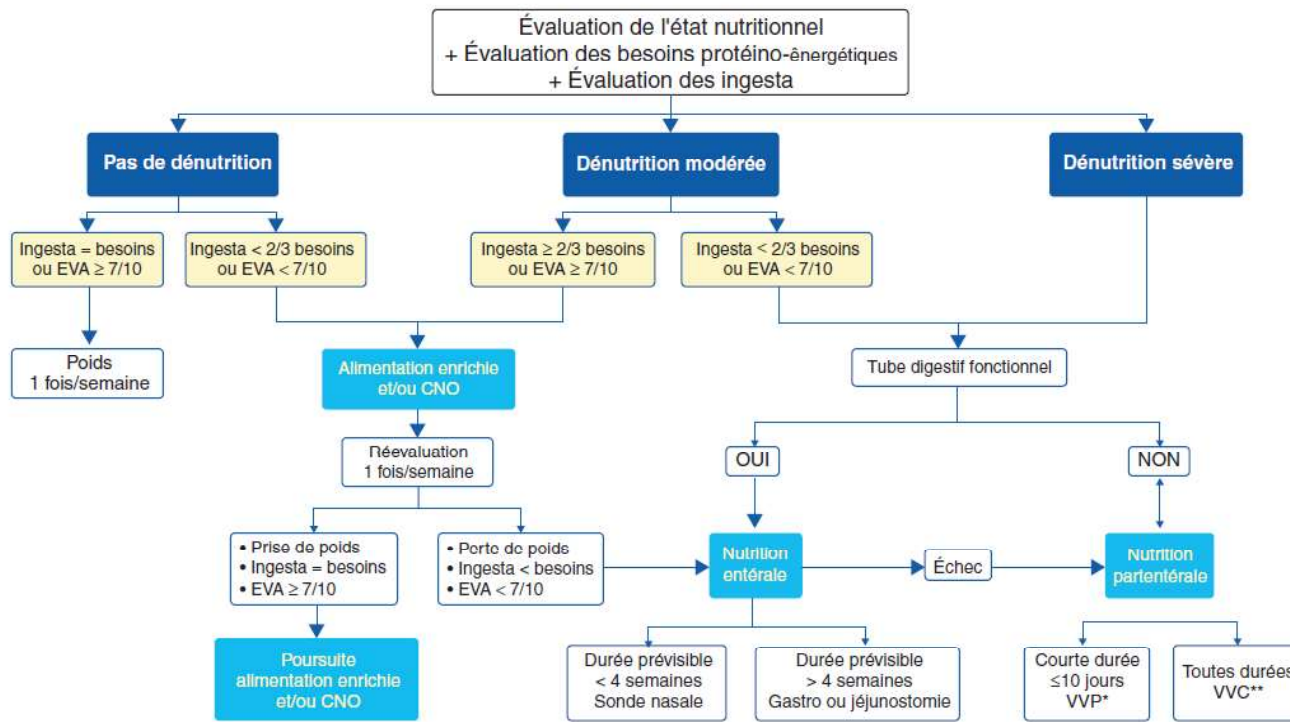 Évaluation de l'état nutritionnel
+ Évaluation des besoins protéino-ênergétiques
+ Évaluation des ingesta
Pas de dénutrition
Dénutrition modérée
Dénutrition sévère
Ingesta = besoins
ou EVA ≥ 7/10
Ingesta < 2/3 besoins
ou EVA < 7/10
Ingesta ≥ 2/3 besoins
ou EVA ≥ 7/10
Ingesta < 2/3 besoins
ou EVA < 7/10
Poids
1 fois/semaine
Alimentation enrichie
et/ou CNO
Tube digestif fonctionnel
Réevaluation
1 fois/semaine
OUI
NON
• Prise de poids
• Ingesta = besoins
• EVA ≥ 7/10
• Perte de poids
• Ingesta < besoins
• EVA < 7/10
Nutrition
entérale
Échec
Nutrition
partentérale
Poursuite
alimentation enrichie
et/ou CNO
Durée prévisible
< 4 semaines
Sonde nasale
Durée prévisible
> 4 semaines
Gastro ou jéjunostomie
Courte durée
≤10 jours
VVP*
Toutes durées
VVC**